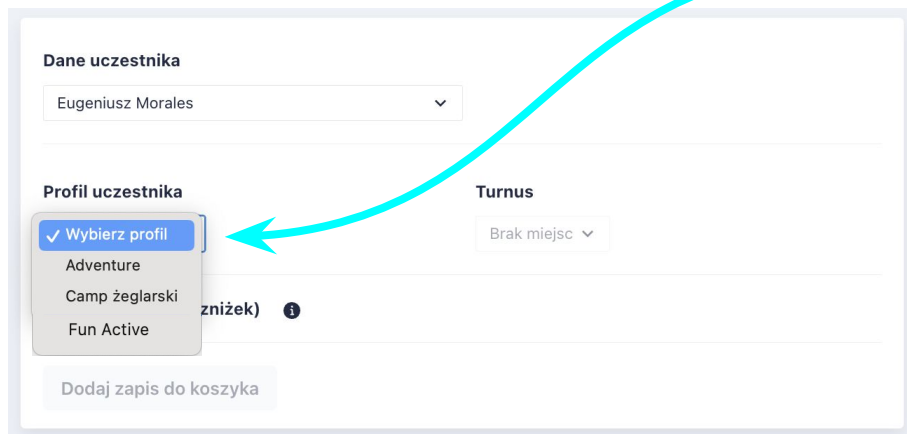 Dane uczestnika
Eugeniusz Morales
Profil uczestnika
Turnus
Wybierz profil
Brak miejsc
Adventure
Camp żeglarski
zniżek)
Fun Active
Dodaj zapis do koszyka